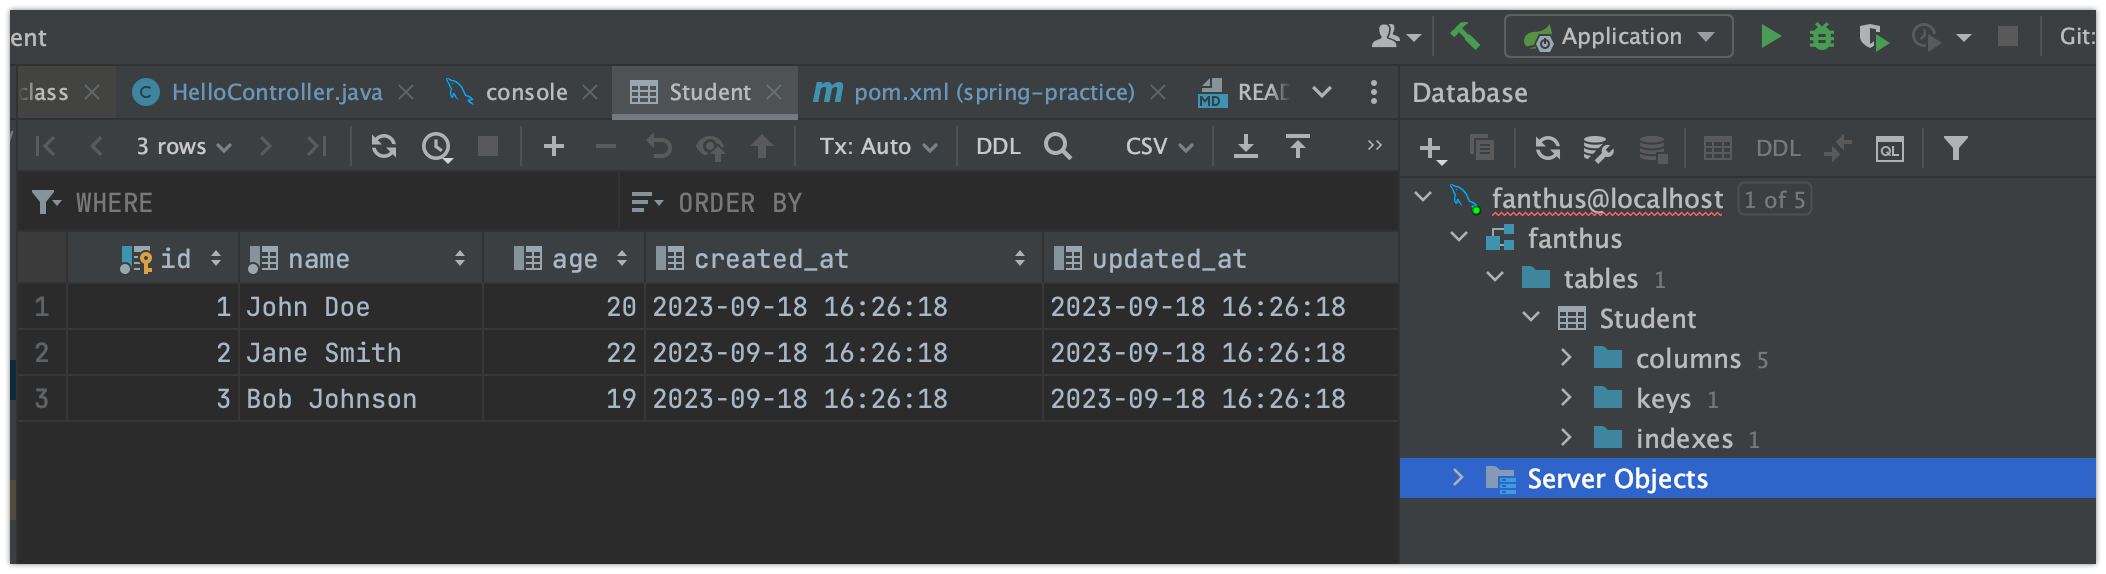 ent
Application
Git:
class
HelloController.java
console
Student
m pom.xml (spring-practice)
MD READ
Database
3 rows
Tx: Auto
DDL
CSV
DDL
QL
WHERE
ORDER BY
id name age created_at updated_at
1 1 John Doe 20 2023-09-18 16:26:18 2023-09-18 16:26:18
2 2 Jane Smith 22 2023-09-18 16:26:18 2023-09-18 16:26:18
3 3 Bob Johnson 19 2023-09-18 16:26:18 2023-09-18 16:26:18
fanthus@localhost 1 of 5
fanthus
tables 1
Student
columns 5
keys 1
indexes 1
Server Objects